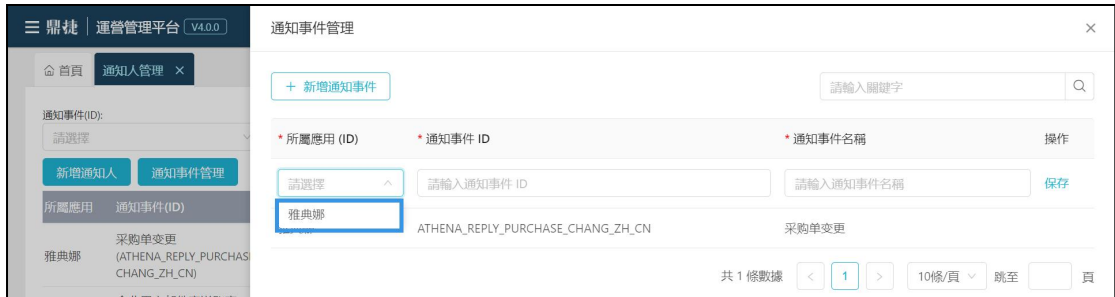 鼎捷 運營管理平台 V4.0.0
通知事件管理
首頁
通知人管理
新增通知事件
請輸入關鍵字
通知事件(ID):
請選擇
* 所屬應用 (ID) * 通知事件 ID * 通知事件名稱 操作
新增通知人 通知事件管理
請選擇 請輸入通知事件 ID 請輸入通知事件名稱 保存
所屬應用 通知事件(ID)
雅典娜
ATHENA_REPLY_PURCHASE_CHANG_ZH_CN 采购单变更
雅典娜
采购单变更
(ATHENA_REPLY_PURCHAS
CHANG_ZH_CN)
共 1 條數據 < 1 > 10條/頁 跳至 頁